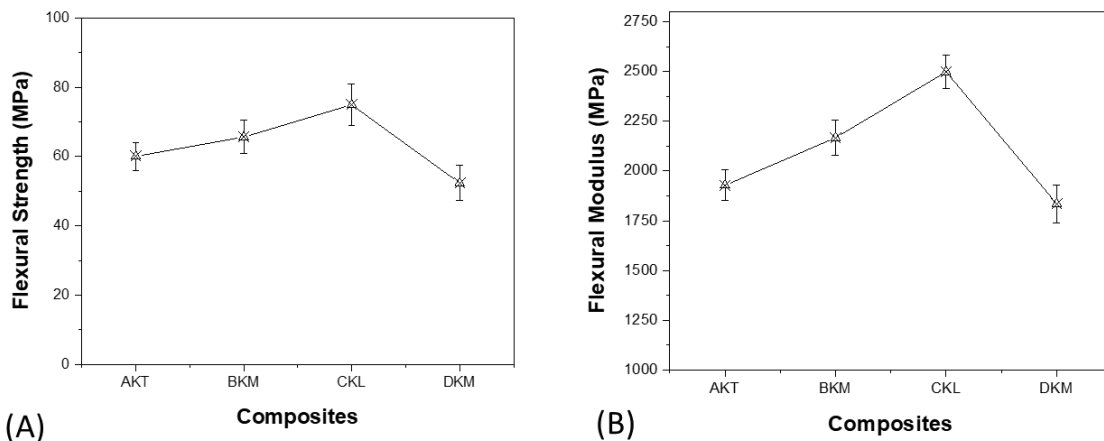 Flexural Strength (MPa)
100
80
60
40
20
0
AKT BKM CKL DKM
Composites
(A)
Flexural Modulus (MPa)
2750
2500
2250
2000
1750
1500
1250
1000
AKT BKM CKL DKM
Composites
(B)